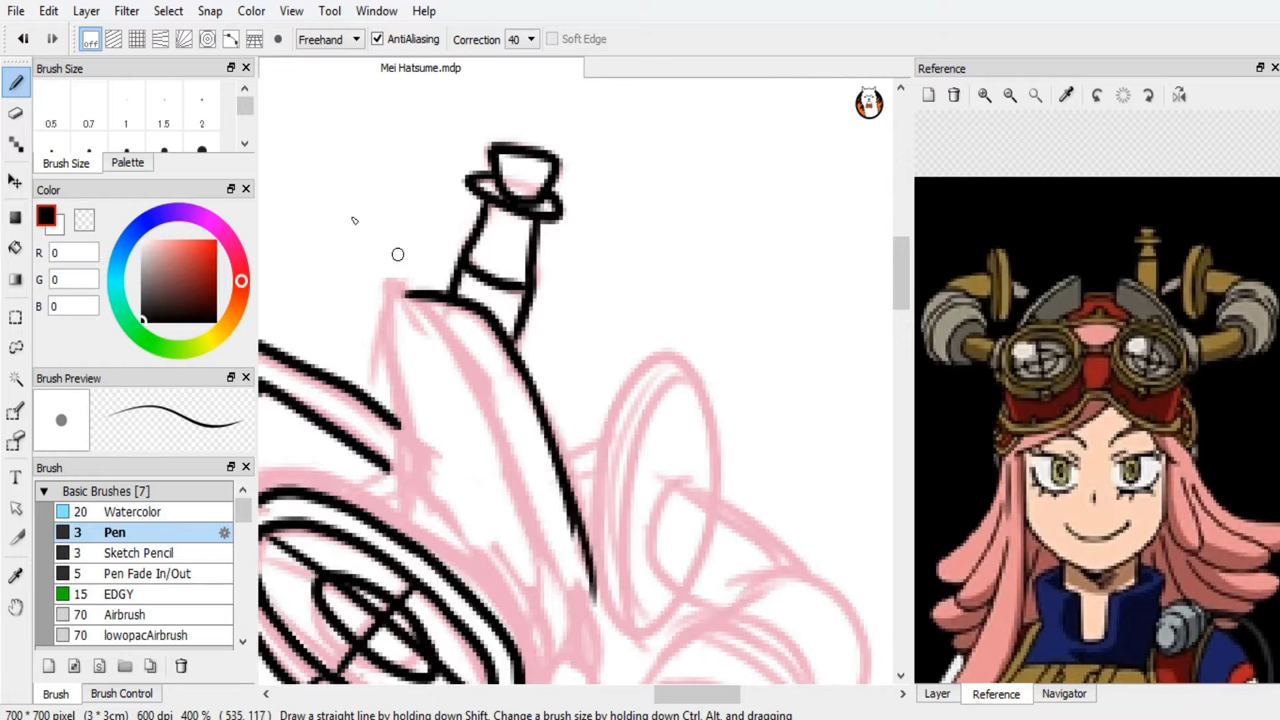 File Edit Layer Filter Select Snap Color View Tool Window Help
off Freehand AntiAliasing Correction 40 Soft Edge
Brush Size
Mei Hatsume.mdp
Reference
0.5 0.7 1 1.5 2
Brush Size Palette
Color
R 0
G 0
B 0
Brush Preview
Brush
Basic Brushes [7]
20 Watercolor
3 Pen
3 Sketch Pencil
5 Pen Fade In/Out
15 EDGY
70 Airbrush
70 lowopacAirbrush
T
Brush Brush Control
Layer Reference Navigator
700 * 700 pixel (3 * 3cm) 600 dpi 400 % ( 535, 117 ) Draw a straight line by holding down Shift, Change a brush size by holding down Ctrl, Alt, and dragging